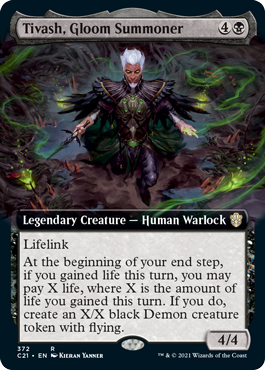 Tivash, Gloom Summoner 4
Legendary Creature — Human Warlock
Lifelink
At the beginning of your end step,
if you gained life this turn, you may
pay X life, where X is the amount of
life you gained this turn. If you do,
create an X/X black Demon creature
token with flying.
4/4
372 R
C21 • EN KIERAN YANNER
™ & © 2021 Wizards of the Coast